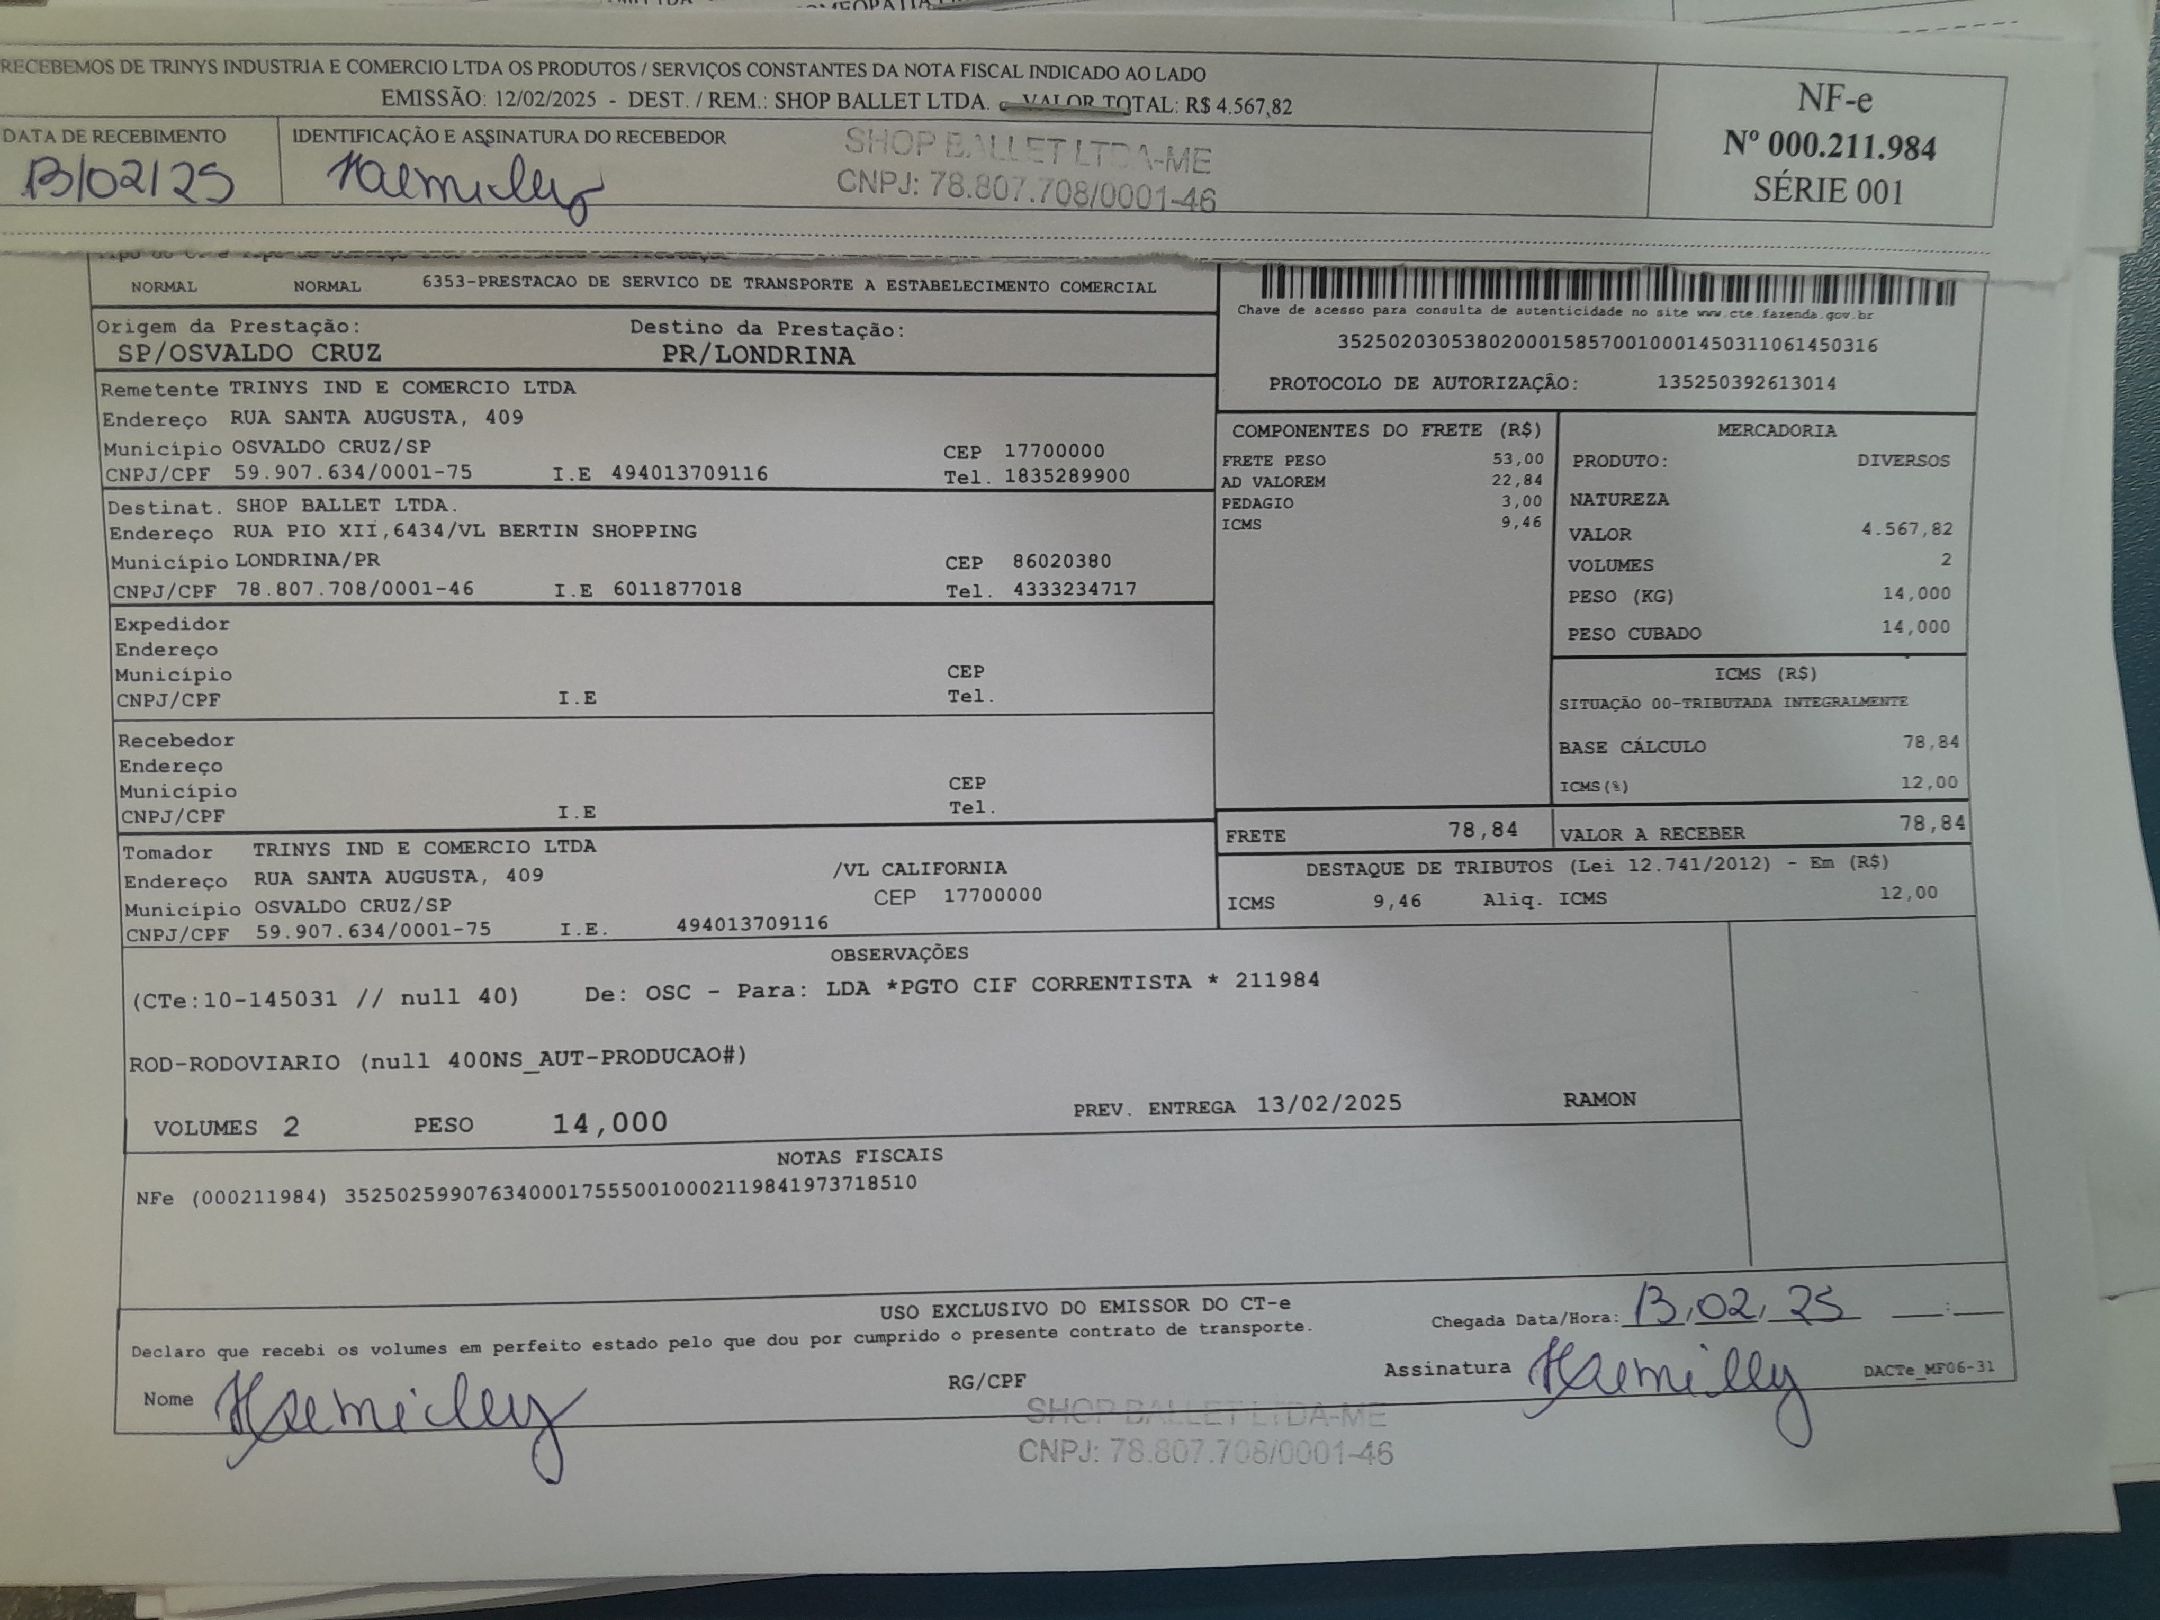 RECEBEMOS DE TRINYS INDUSTRIA E COMERCIO LTDA OS PRODUTOS / SERVIÇOS CONSTANTES DA NOTA FISCAL INDICADO AO LADO
EMISSÃO: 12/02/2025 - DEST. / REM.: SHOP BALLET LTDA. - VALOR TOTAL: R$ 4.567,82
NF-e
Nº 000.211.984
SÉRIE 001
DATA DE RECEBIMENTO
13/02/25
IDENTIFICAÇÃO E ASSINATURA DO RECEBEDOR
Haemilly
SHOP BALLET LTDA-ME
CNPJ: 78.807.708/0001-46
NORMAL NORMAL 6353-PRESTACAO DE SERVICO DE TRANSPORTE A ESTABELECIMENTO COMERCIAL
Chave de acesso para consulta de autenticidade no site www.cte.fazenda.gov.br
35250203053802000158570010001450311061450316
PROTOCOLO DE AUTORIZAÇÃO: 135250392613014
Origem da Prestação: Destino da Prestação:
SP/OSVALDO CRUZ PR/LONDRINA
Remetente TRINYS IND E COMERCIO LTDA
Endereço RUA SANTA AUGUSTA, 409
Município OSVALDO CRUZ/SP CEP 17700000
CNPJ/CPF 59.907.634/0001-75 I.E 494013709116 Tel. 1835289900
Destinat. SHOP BALLET LTDA.
Endereço RUA PIO XII,6434/VL BERTIN SHOPPING
Município LONDRINA/PR CEP 86020380
CNPJ/CPF 78.807.708/0001-46 I.E 6011877018 Tel. 4333234717
Expedidor
Endereço
Município CEP
CNPJ/CPF I.E Tel.
Recebedor
Endereço
Município CEP
CNPJ/CPF I.E Tel.
Tomador TRINYS IND E COMERCIO LTDA
Endereço RUA SANTA AUGUSTA, 409 /VL CALIFORNIA
Município OSVALDO CRUZ/SP CEP 17700000
CNPJ/CPF 59.907.634/0001-75 I.E. 494013709116
COMPONENTES DO FRETE (R$)
FRETE PESO 53,00
AD VALOREM 22,84
PEDAGIO 3,00
ICMS 9,46
MERCADORIA
PRODUTO: DIVERSOS
NATUREZA
VALOR 4.567,82
VOLUMES 2
PESO (KG) 14,000
PESO CUBADO 14,000
ICMS (R$)
SITUAÇÃO 00-TRIBUTADA INTEGRALMENTE
BASE CÁLCULO 78,84
ICMS(%) 12,00
FRETE 78,84 VALOR A RECEBER 78,84
DESTAQUE DE TRIBUTOS (Lei 12.741/2012) - Em (R$)
ICMS 9,46 Aliq. ICMS 12,00
OBSERVAÇÕES
(CTe:10-145031 // null 40) De: OSC - Para: LDA *PGTO CIF CORRENTISTA * 211984
ROD-RODOVIARIO (null 400NS_AUT-PRODUCAO#)
VOLUMES 2 PESO 14,000 PREV. ENTREGA 13/02/2025 RAMON
NOTAS FISCAIS
NFe (000211984) 35250259907634000175550010002119841973718510
USO EXCLUSIVO DO EMISSOR DO CT-e
Declaro que recebi os volumes em perfeito estado pelo que dou por cumprido o presente contrato de transporte.
Chegada Data/Hora: 13,02,25 __:__
Nome Haemilly RG/CPF Assinatura Haemilly DACTe_MF06-31
SHOP BALLET LTDA-ME
CNPJ: 78.807.708/0001-46